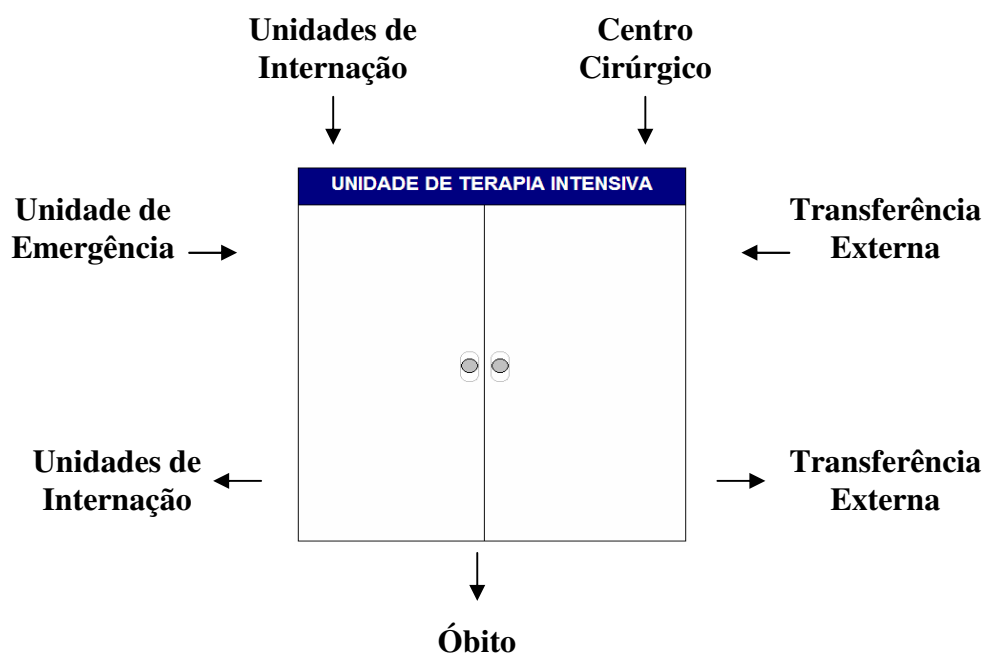 Unidades de
Internação
Centro
Cirúrgico
UNIDADE DE TERAPIA INTENSIVA
Unidade de
Emergência
Transferência
Externa
Unidades de
Internação
Transferência
Externa
Óbito